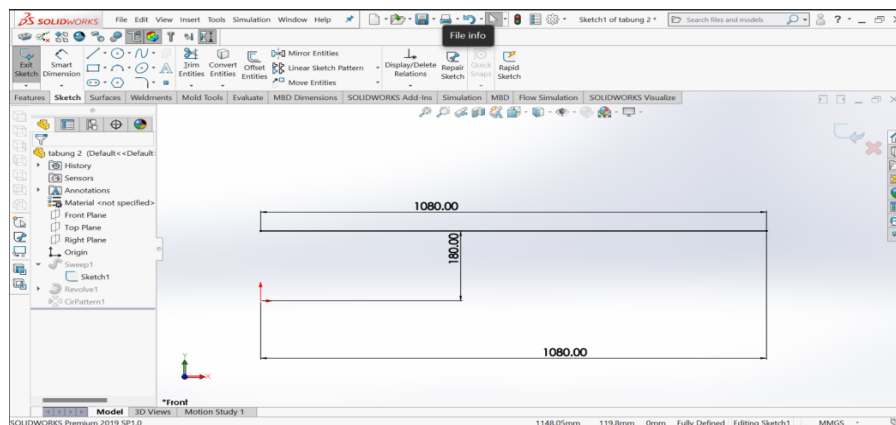 SOLIDWORKS File Edit View Insert Tools Simulation Window Help Sketch1 of tabung 2 * Search files and models ?
File info
Exit Sketch Smart Dimension Trim Entities Convert Entities Offset Entities Mirror Entities Linear Sketch Pattern Move Entities Display/Delete Relations Repair Sketch Quick Snaps Rapid Sketch
Features Sketch Surfaces Weldments Mold Tools Evaluate MBD Dimensions SOLIDWORKS Add-Ins Simulation MBD Flow Simulation SOLIDWORKS Visualize
tabung 2 (Default<<Default
History
Sensors
Annotations
Material <not specified>
Front Plane
Top Plane
Right Plane
Origin
Sweep1
Sketch1
Revolve1
CirPattern1
1080.00
180.00
1080.00
Y
X
*Front
Model 3D Views Motion Study 1
SOLIDWORKS Premium 2019 SP1.0 1148.05mm 119.8mm 0mm Fully Defined Editing Sketch1 MMGS